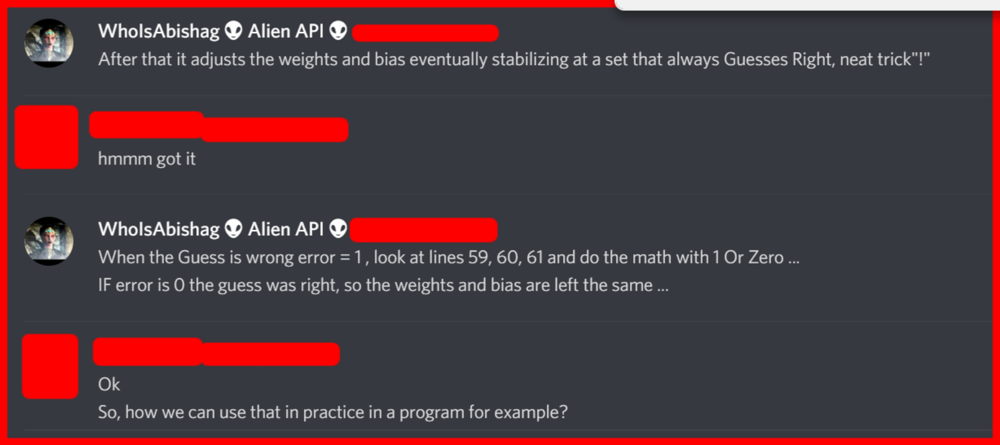 WhoIsAbishag 👽 Alien API 👽
After that it adjusts the weights and bias eventually stabilizing at a set that always Guesses Right, neat trick"!"
hmmm got it
WhoIsAbishag 👽 Alien API 👽
When the Guess is wrong error = 1 , look at lines 59, 60, 61 and do the math with 1 Or Zero ...
IF error is 0 the guess was right, so the weights and bias are left the same ...
Ok
So, how we can use that in practice in a program for example?